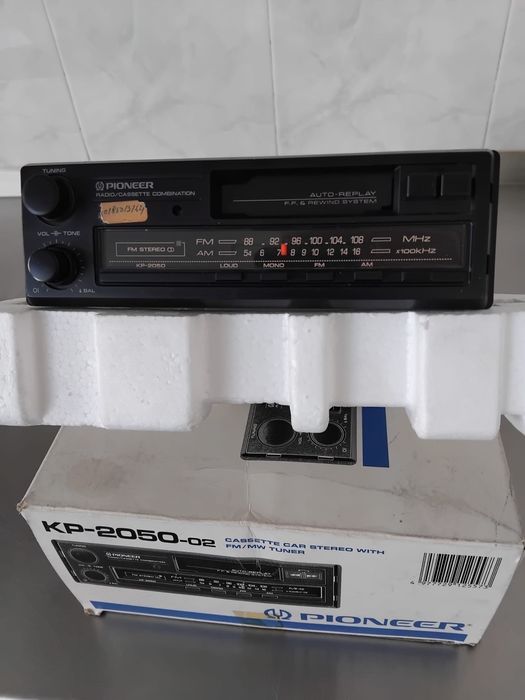 TUNING
PIONEER
RADIO/CASSETTE COMBINATION
VOL TONE
BAL
AUTO-REPLAY
F.F. & REWIND SYSTEM
FM STEREO
KP-2050
FM 88 92 96 100 104 108 MHz
AM 54 6 7 8 9 10 12 14 16 x100kHz
LOUD MONO FM AM
KP-2050-02 CASSETTE CAR STEREO WITH
FM/MW TUNER
PIONEER
AUTO-REPLAY
PIONEER